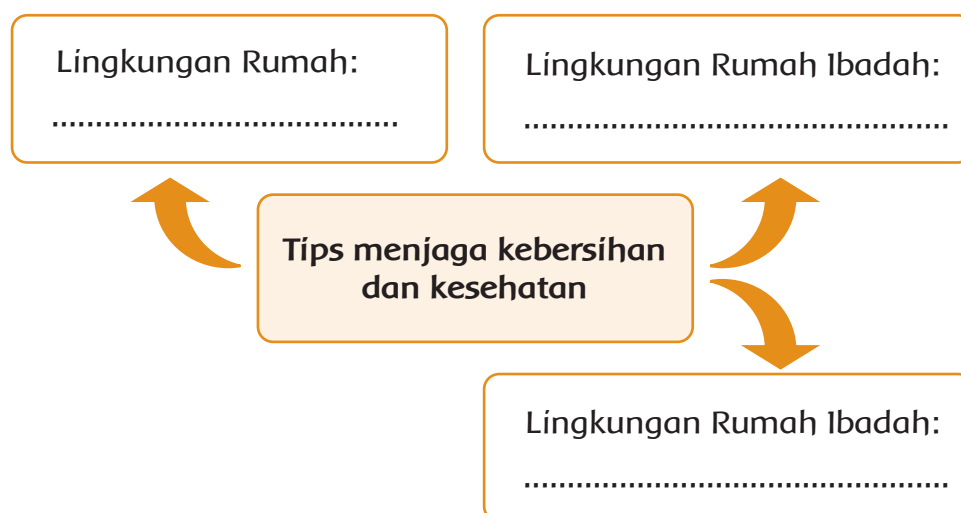 Lingkungan Rumah:
........................................
Lingkungan Rumah Ibadah:
.................................................
Tips menjaga kebersihan
dan kesehatan
Lingkungan Rumah Ibadah:
.................................................